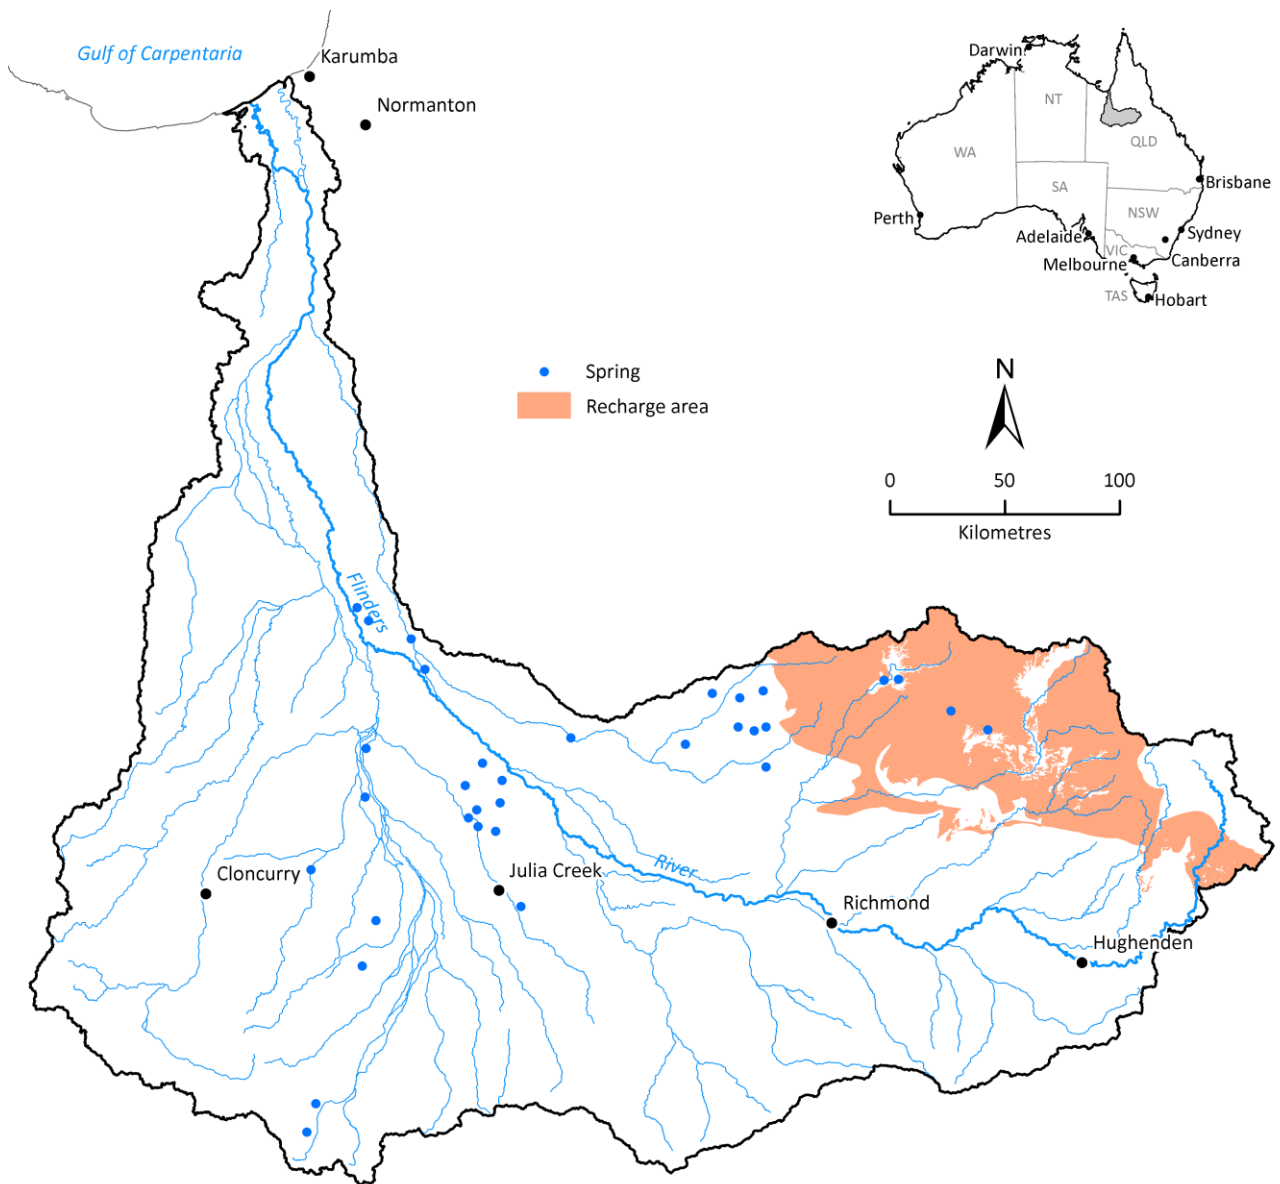 Gulf of Carpentaria
Karumba
Normanton
Darwin
NT
WA
QLD
SA
Brisbane
NSW
Perth
Adelaide
Sydney
VIC
Melbourne
Canberra
TAS
Hobart
Spring
Recharge area
N
0 50 100
Kilometres
Flinders
River
Cloncurry
Julia Creek
Richmond
Hughenden